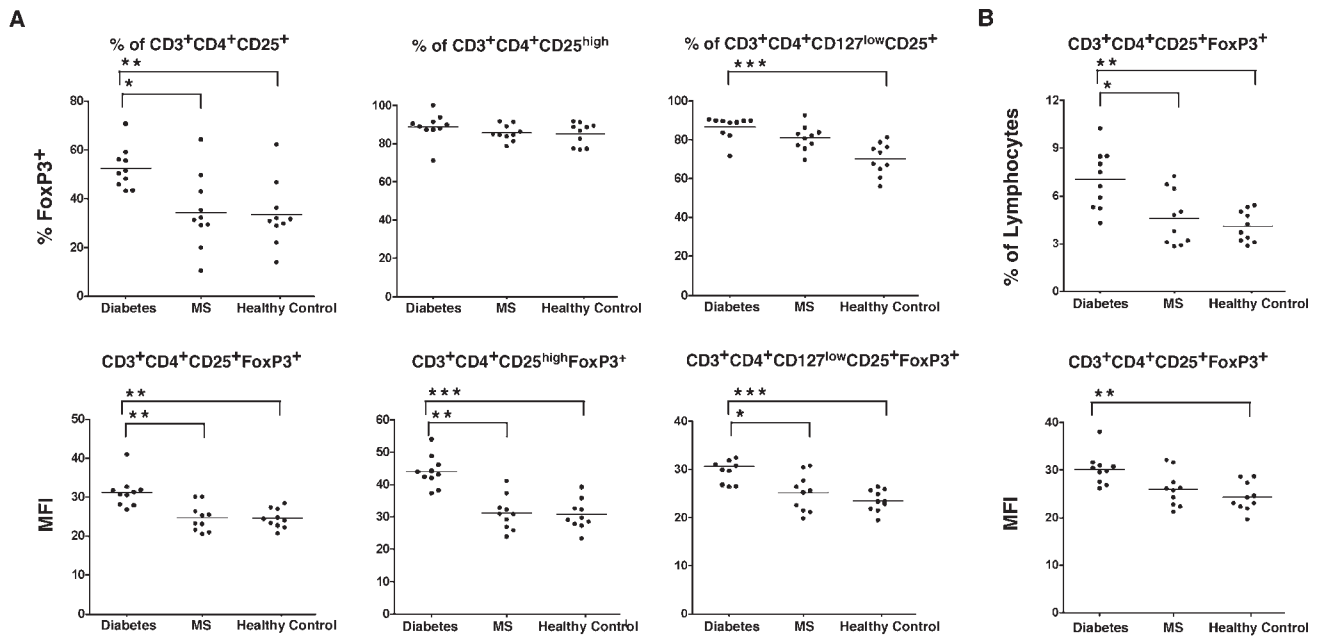 A
B
% of CD3+CD4+CD25+
% of CD3+CD4+CD25high
% of CD3+CD4+CD127lowCD25+
CD3+CD4+CD25+FoxP3+
**
*
***
**
*
% FoxP3+
80
60
40
20
0
Diabetes MS Healthy Control
100
80
60
40
20
0
Diabetes MS Healthy Control
100
80
60
40
20
0
Diabetes MS Healthy Control
% of Lymphocytes
12
9
6
3
0
Diabetes MS Healthy Control
CD3+CD4+CD25+FoxP3+
CD3+CD4+CD25highFoxP3+
CD3+CD4+CD127lowCD25+FoxP3+
CD3+CD4+CD25+FoxP3+
**
**
***
**
***
*
**
MFI
50
40
30
20
10
0
Diabetes MS Healthy Control
60
50
40
30
20
10
0
Diabetes MS Healthy Control
40
30
20
10
0
Diabetes MS Healthy Control
MFI
40
30
20
10
0
Diabetes MS Healthy Control